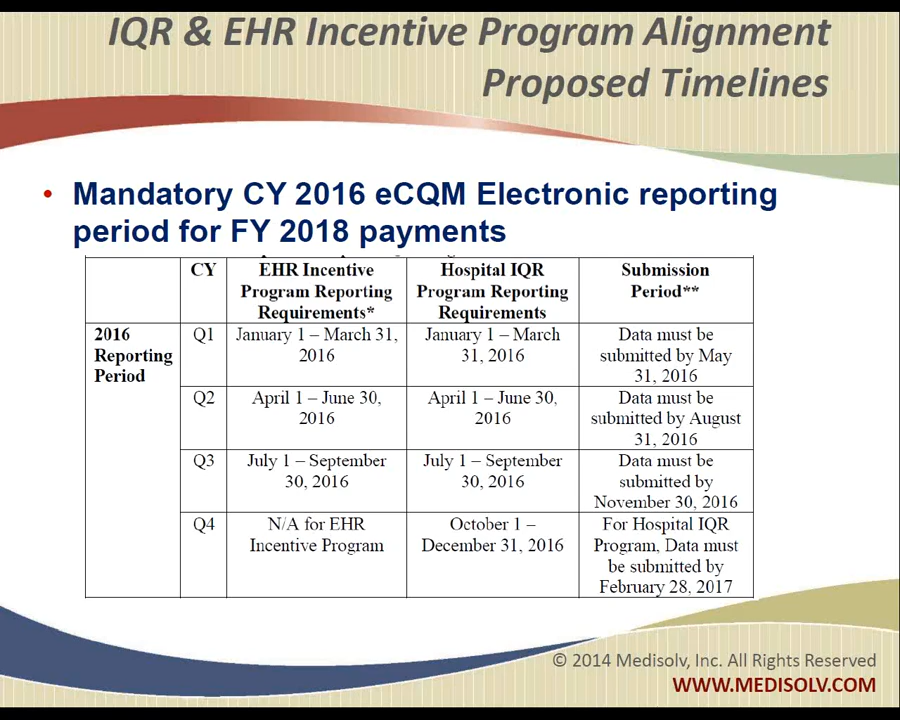 IQR & EHR Incentive Program Alignment
Proposed Timelines
• Mandatory CY 2016 eCQM Electronic reporting
period for FY 2018 payments
CY
EHR Incentive
Program Reporting
Requirements*
Hospital IQR
Program Reporting
Requirements
Submission
Period**
2016
Reporting
Period
Q1
January 1 – March 31,
2016
January 1 – March
31, 2016
Data must be
submitted by May
31, 2016
Q2
April 1 – June 30,
2016
April 1 – June 30,
2016
Data must be
submitted by August
31, 2016
Q3
July 1 – September
30, 2016
July 1 – September
30, 2016
Data must be
submitted by
November 30, 2016
Q4
N/A for EHR
Incentive Program
October 1 –
December 31, 2016
For Hospital IQR
Program, Data must
be submitted by
February 28, 2017
© 2014 Medisolv, Inc. All Rights Reserved
WWW.MEDISOLV.COM